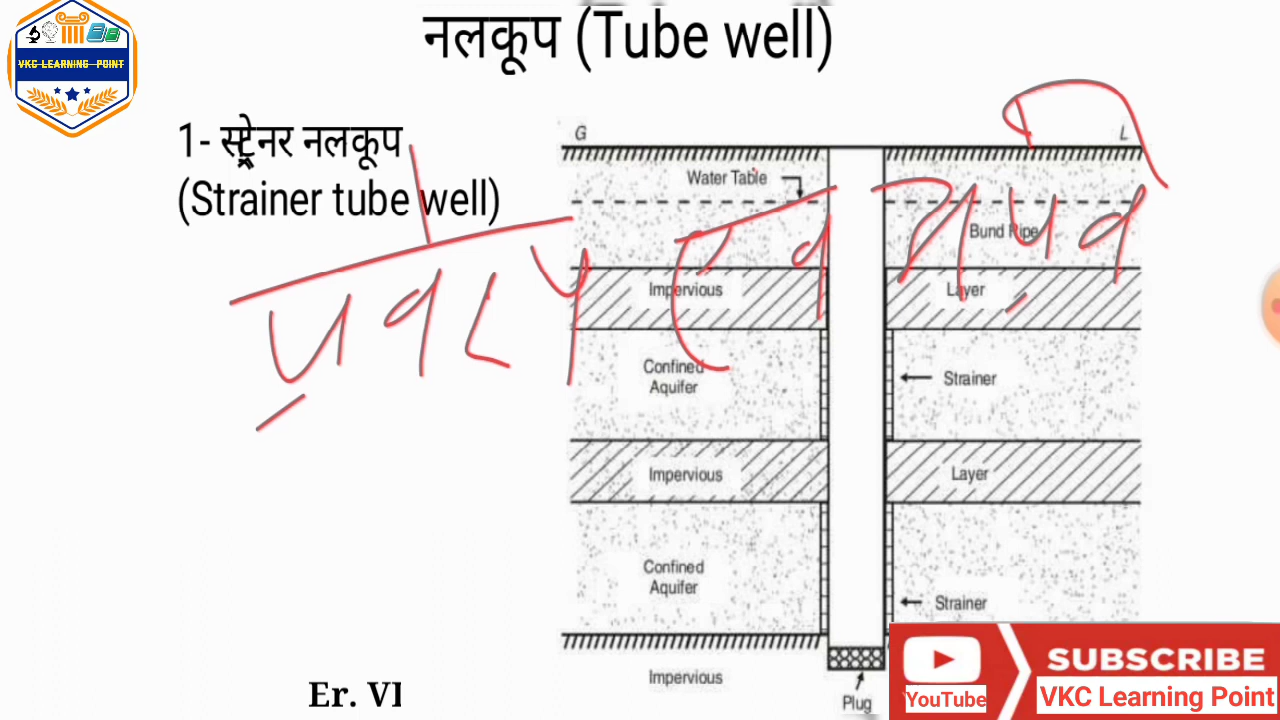 नलकूप (Tube well)
VKC LEARNING POINT
1- स्ट्रेनर नलकूप
(Strainer tube well)
G L
Water Table
Bund Pipe
Impervious Layer
Confined
Aquifer
Strainer
Impervious Layer
Confined
Aquifer
Strainer
Impervious
Plug
Er. VI
YouTube
SUBSCRIBE
VKC Learning Point